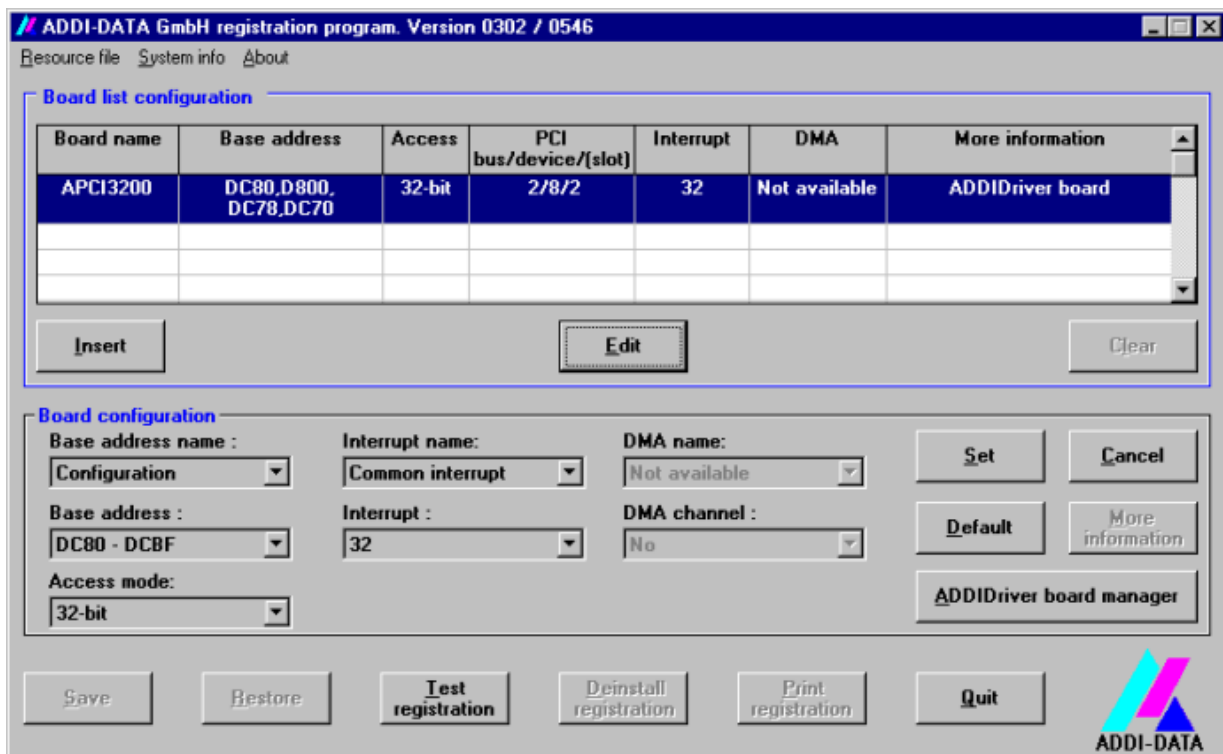 ADDI-DATA GmbH registration program. Version 0302 / 0546
Resource file System info About
Board list configuration
Board name Base address Access PCI bus/device/(slot) Interrupt DMA More information
APCI3200 DC80,D800, DC78,DC70 32-bit 2/8/2 32 Not available ADDIDriver board
Insert Edit Clear
Board configuration
Base address name : Interrupt name: DMA name:
Configuration Common interrupt Not available
Set Cancel
Base address : Interrupt : DMA channel :
DC80 - DCBF 32 No
Default More information
Access mode:
32-bit
ADDIDriver board manager
Save Restore Test registration Deinstall registration Print registration Quit
ADDI-DATA